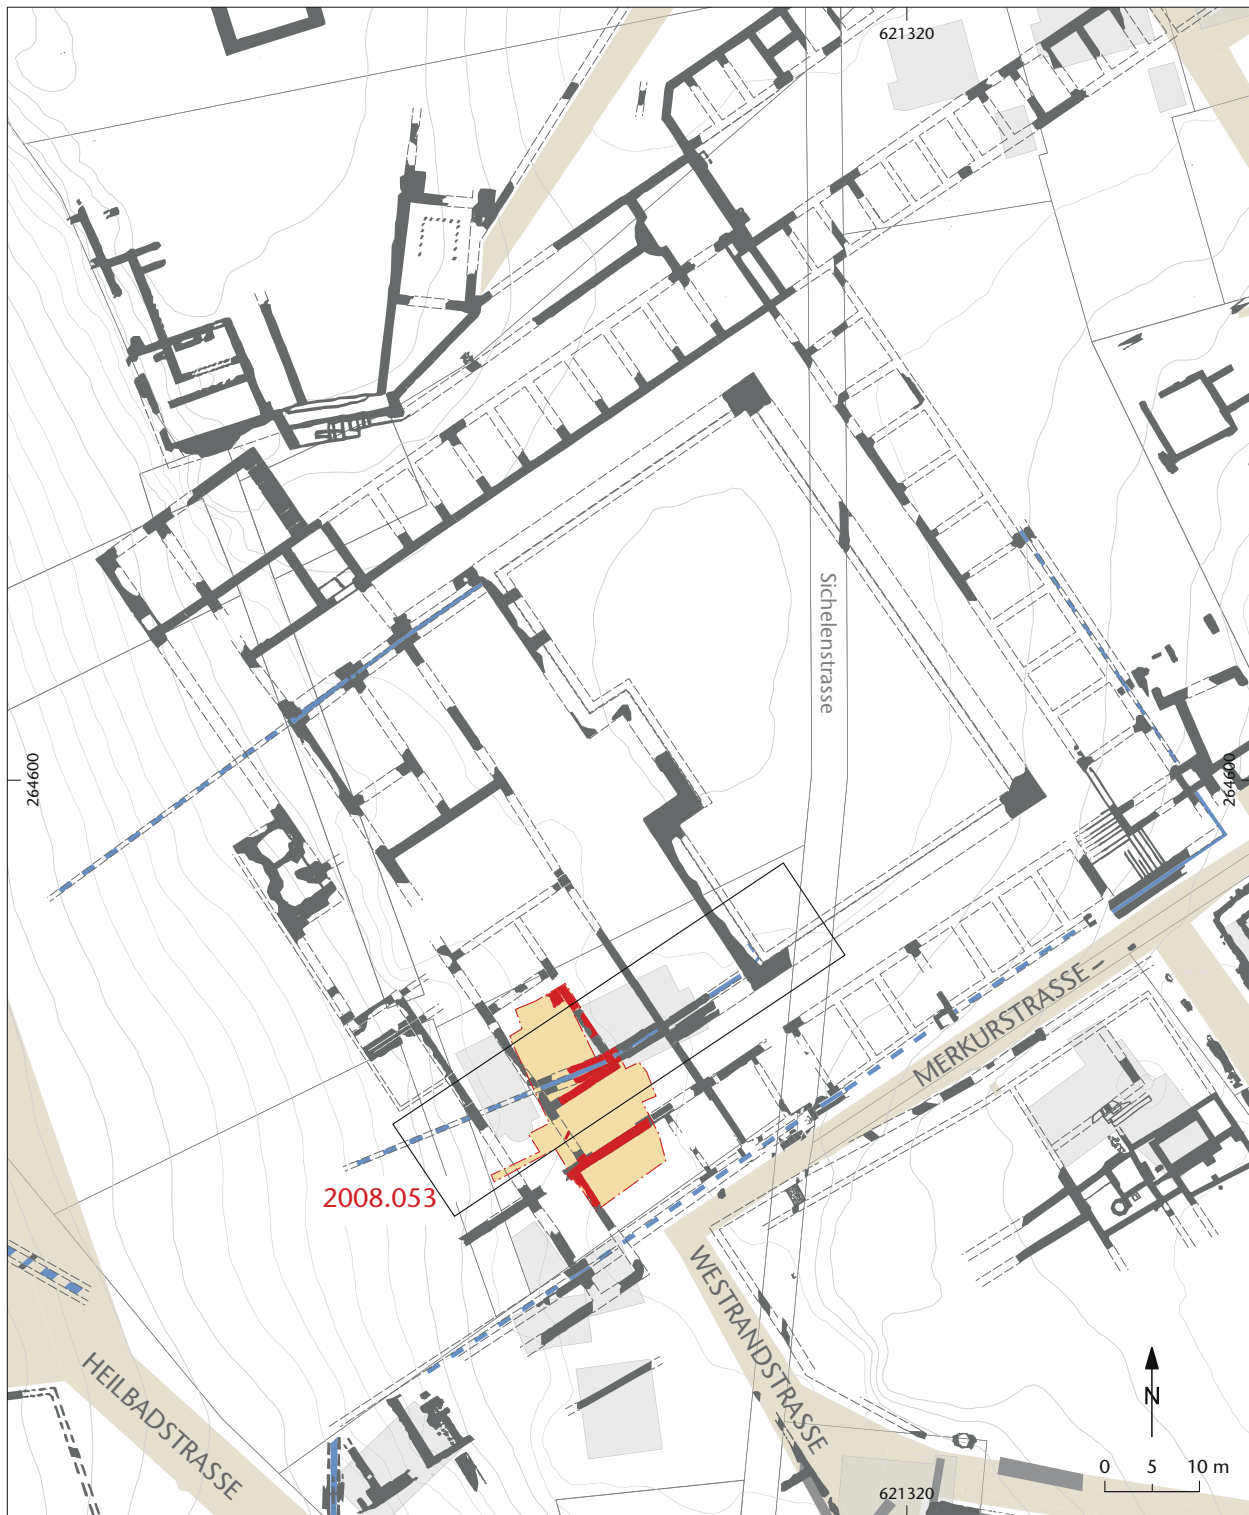 621320
Sichelenstrasse
264600
264600
MERKURSTRASSE
2008.053
WESTRANDSTRASSE
HEILBADSTRASSE
N
0 5 10 m
621320